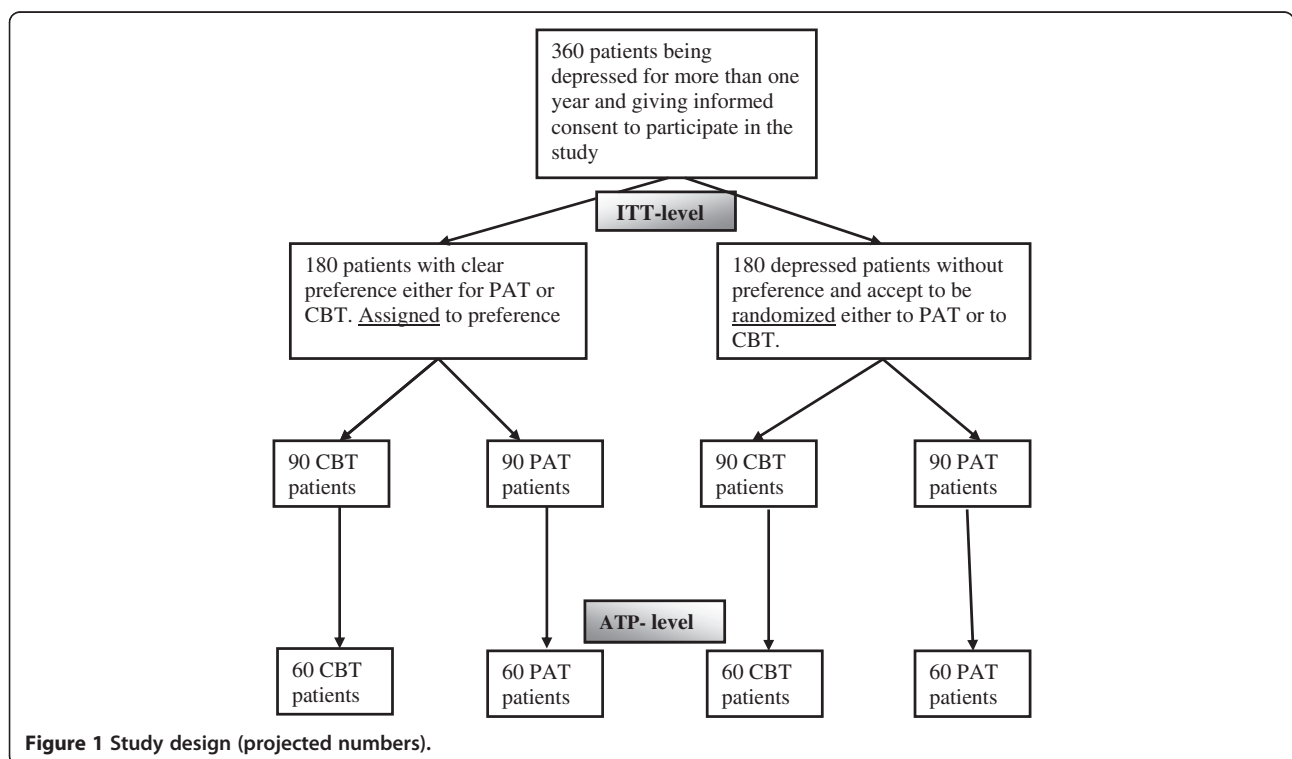 360 patients being
depressed for more than one
year and giving informed
consent to participate in the
study
ITT-level
180 patients with clear
preference either for PAT or
CBT. Assigned to preference
180 depressed patients without
preference and accept to be
randomized either to PAT or to
CBT.
90 CBT
patients
90 PAT
patients
90 CBT
patients
90 PAT
patients
ATP- level
60 CBT
patients
60 PAT
patients
60 CBT
patients
60 PAT
patients
Figure 1 Study design (projected numbers).